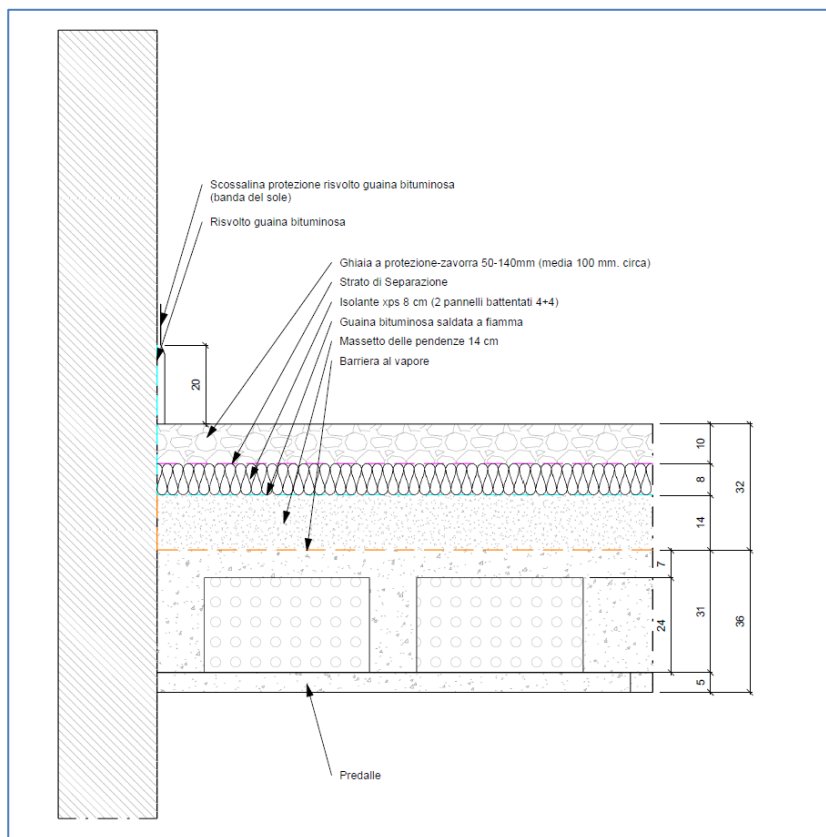 Scossalina protezione risvolto guaina bituminosa
(banda del sole)
Risvolto guaina bituminosa
Ghiaia a protezione-zavorra 50-140mm (media 100 mm. circa)
Strato di Separazione
Isolante xps 8 cm (2 pannelli battentati 4+4)
Guaina bituminosa saldata a fiamma
Massetto delle pendenze 14 cm
Barriera al vapore
20
10
8
32
14
7
31
24
36
5
Predalle